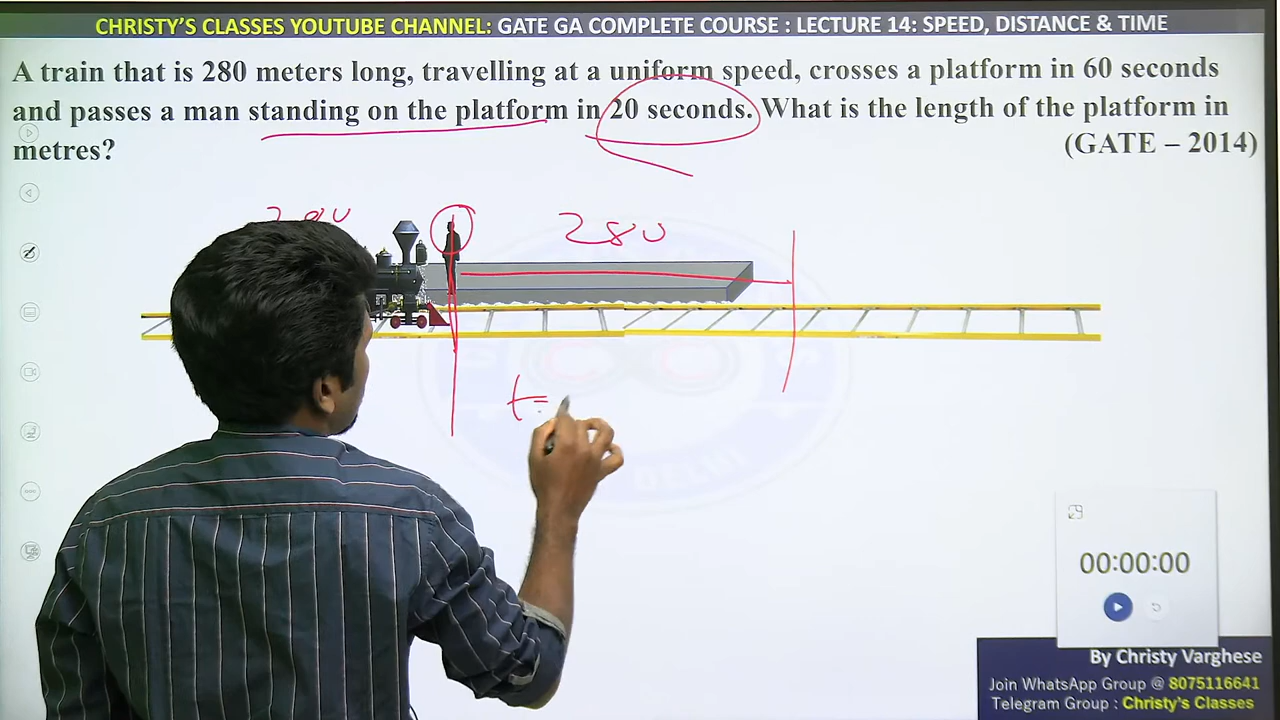 CHRISTY'S CLASSES YOUTUBE CHANNEL: GATE GA COMPLETE COURSE : LECTURE 14: SPEED, DISTANCE & TIME
A train that is 280 meters long, travelling at a uniform speed, crosses a platform in 60 seconds
and passes a man standing on the platform in 20 seconds. What is the length of the platform in
metres?
(GATE – 2014)
280
t=
00:00:00
By Christy Varghese
Join WhatsApp Group @ 8075116641
Telegram Group : Christy's Classes